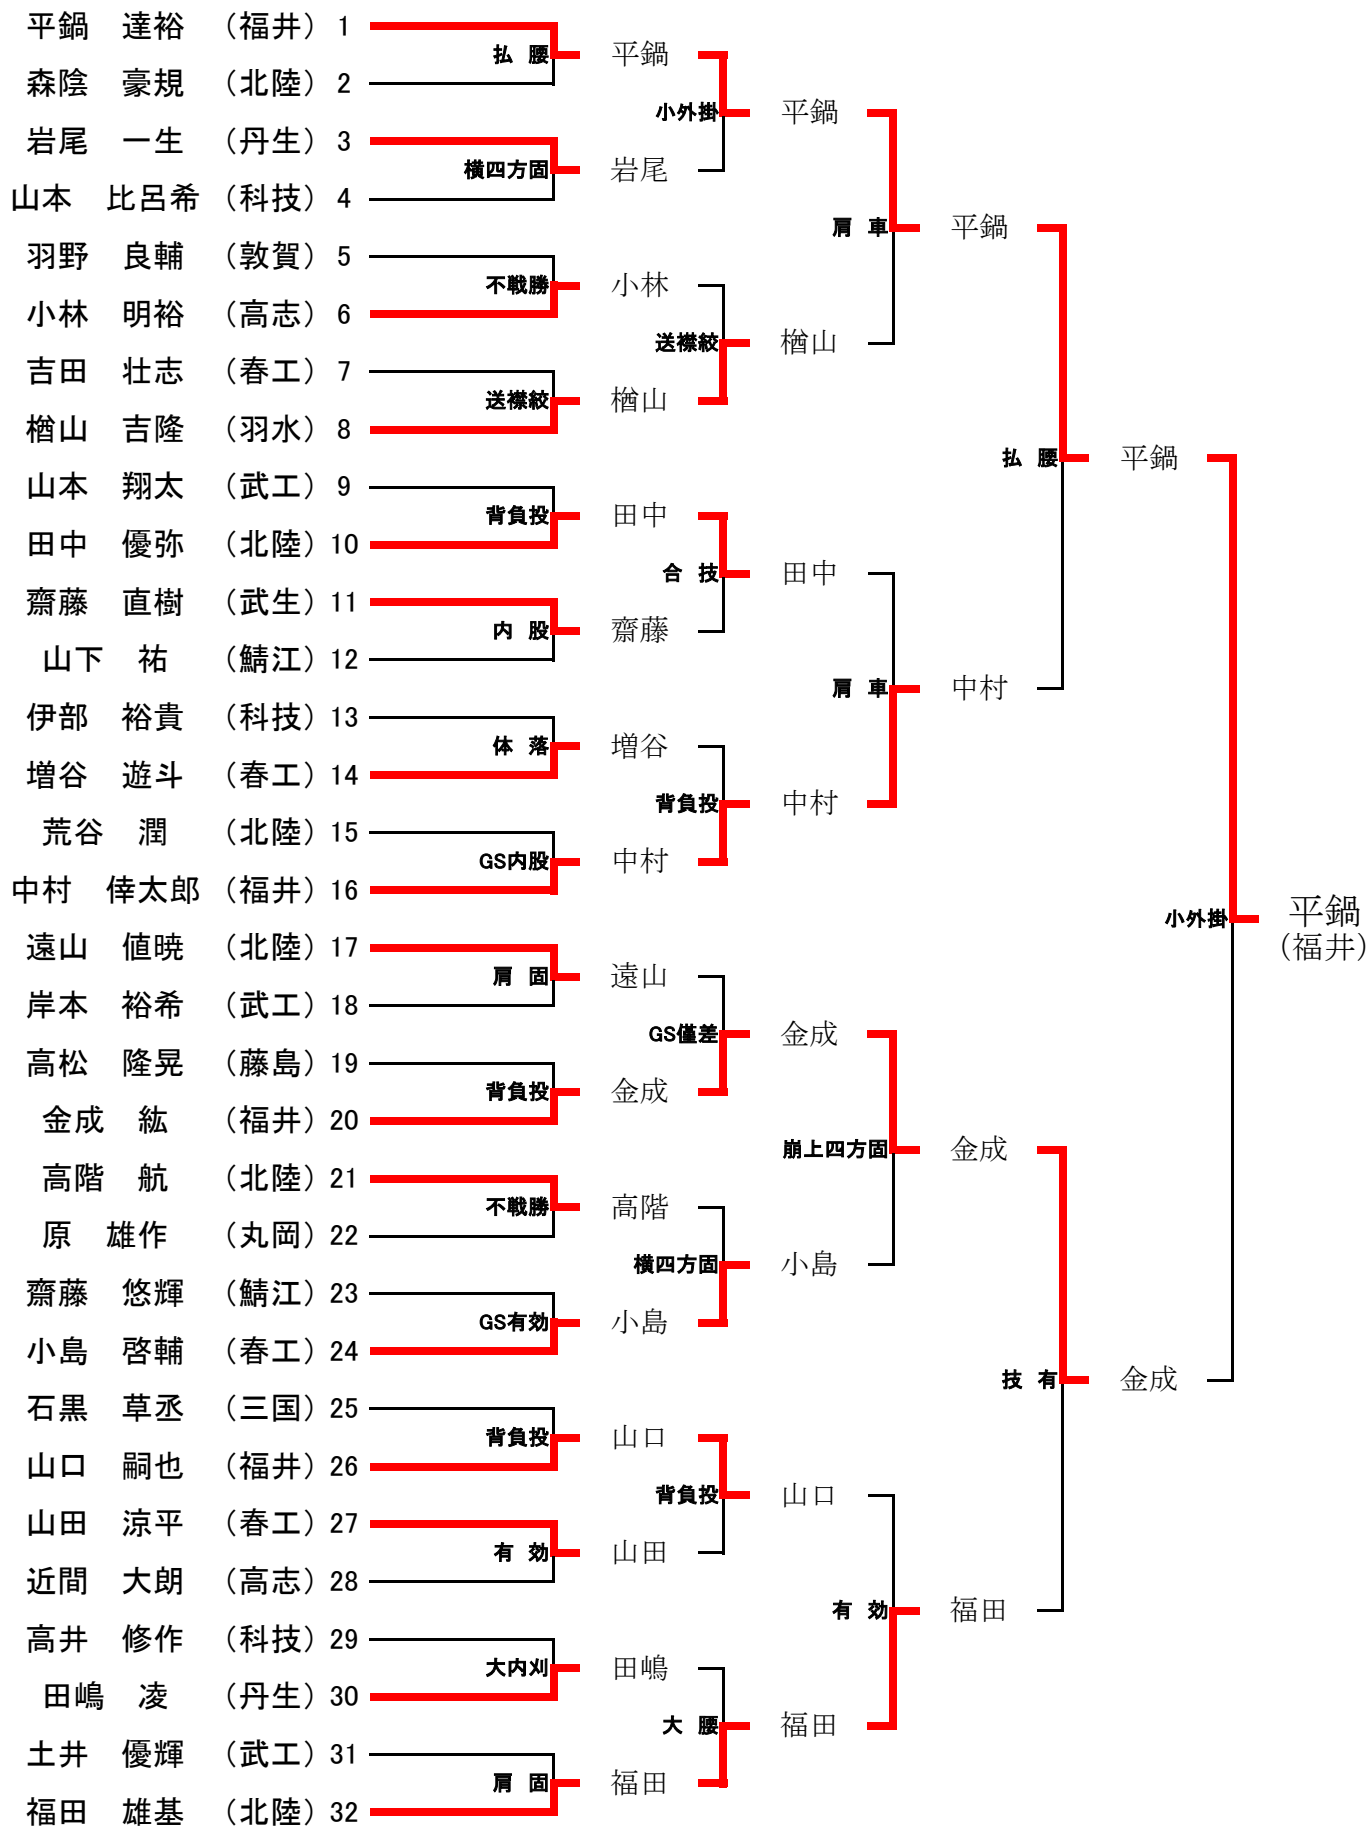 平鍋 達裕 （福井） 1
森陰 豪規 （北陸） 2
岩尾 一生 （丹生） 3
山本 比呂希 （科技） 4
羽野 良輔 （敦賀） 5
小林 明裕 （高志） 6
吉田 壮志 （春工） 7
楢山 吉隆 （羽水） 8
山本 翔太 （武工） 9
田中 優弥 （北陸） 10
齋藤 直樹 （武生） 11
山下 祐 （鯖江） 12
伊部 裕貴 （科技） 13
増谷 遊斗 （春工） 14
荒谷 潤 （北陸） 15
中村 倖太郎 （福井） 16
遠山 値暁 （北陸） 17
岸本 裕希 （武工） 18
高松 隆晃 （藤島） 19
金成 紘 （福井） 20
高階 航 （北陸） 21
原 雄作 （丸岡） 22
齋藤 悠輝 （鯖江） 23
小島 啓輔 （春工） 24
石黒 草丞 （三国） 25
山口 嗣也 （福井） 26
山田 涼平 （春工） 27
近間 大朗 （高志） 28
高井 修作 （科技） 29
田嶋 凌 （丹生） 30
土井 優輝 （武工） 31
福田 雄基 （北陸） 32
払 腰
横四方固
不戦勝
送襟絞
背負投
内 股
体 落
GS内股
肩 固
背負投
不戦勝
GS有効
背負投
有 効
大内刈
肩 固
平鍋
岩尾
小林
楢山
田中
齋藤
増谷
中村
遠山
金成
高階
小島
山口
山田
田嶋
福田
小外掛
送襟絞
合 技
背負投
GS僅差
横四方固
背負投
大 腰
平鍋
楢山
田中
中村
金成
小島
山口
福田
肩 車
肩 車
崩上四方固
有 効
平鍋
中村
金成
福田
払 腰
技 有
平鍋
金成
小外掛
平鍋
（福井）